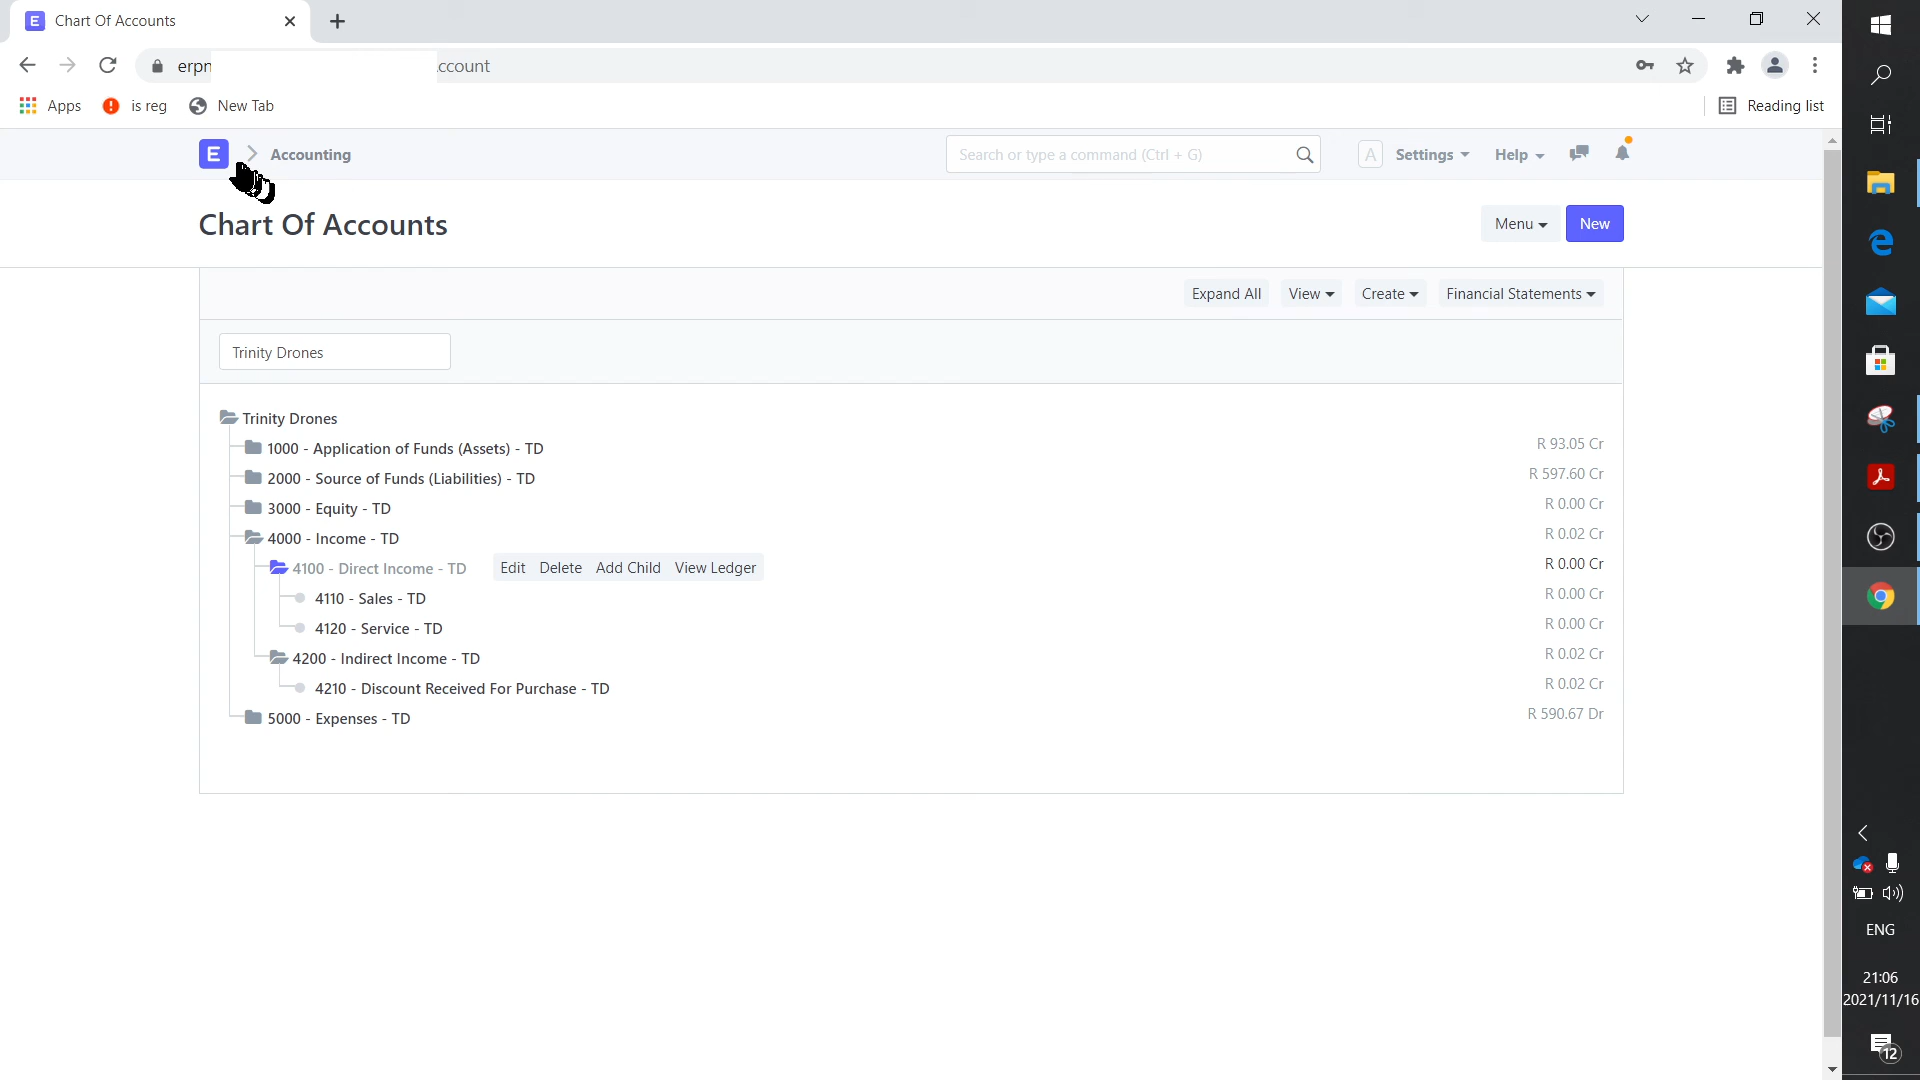 E Chart Of Accounts
erpn ccount
Apps is reg New Tab Reading list
E Accounting Search or type a command (Ctrl + G) A Settings Help
Chart Of Accounts Menu New
Expand All View Create Financial Statements
Trinity Drones
Trinity Drones
1000 - Application of Funds (Assets) - TD R 93.05 Cr
2000 - Source of Funds (Liabilities) - TD R 597.60 Cr
3000 - Equity - TD R 0.00 Cr
4000 - Income - TD R 0.02 Cr
4100 - Direct Income - TD Edit Delete Add Child View Ledger R 0.00 Cr
4110 - Sales - TD R 0.00 Cr
4120 - Service - TD R 0.00 Cr
4200 - Indirect Income - TD R 0.02 Cr
4210 - Discount Received For Purchase - TD R 0.02 Cr
5000 - Expenses - TD R 590.67 Dr
ENG
21:06
2021/11/16
12